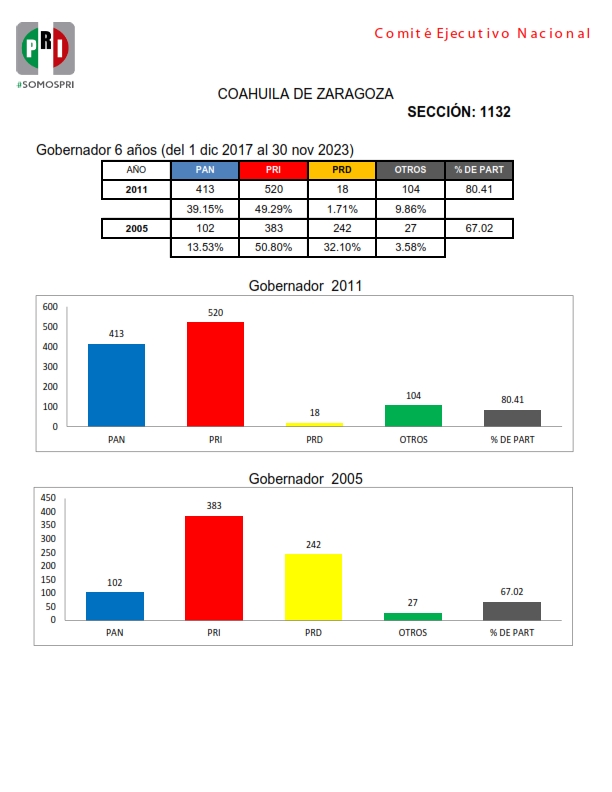 PRI
#SOMOSPRI
Comité Ejecutivo Nacional
COAHUILA DE ZARAGOZA
SECCIÓN: 1132
Gobernador 6 años (del 1 dic 2017 al 30 nov 2023)
AÑO PAN PRI PRD OTROS % DE PART
2011 413 520 18 104 80.41
39.15% 49.29% 1.71% 9.86%
2005 102 383 242 27 67.02
13.53% 50.80% 32.10% 3.58%
Gobernador 2011
600
500
400
300
200
100
0
413
520
18
104
80.41
PAN PRI PRD OTROS % DE PART
Gobernador 2005
450
400
350
300
250
200
150
100
50
0
102
383
242
27
67.02
PAN PRI PRD OTROS % DE PART